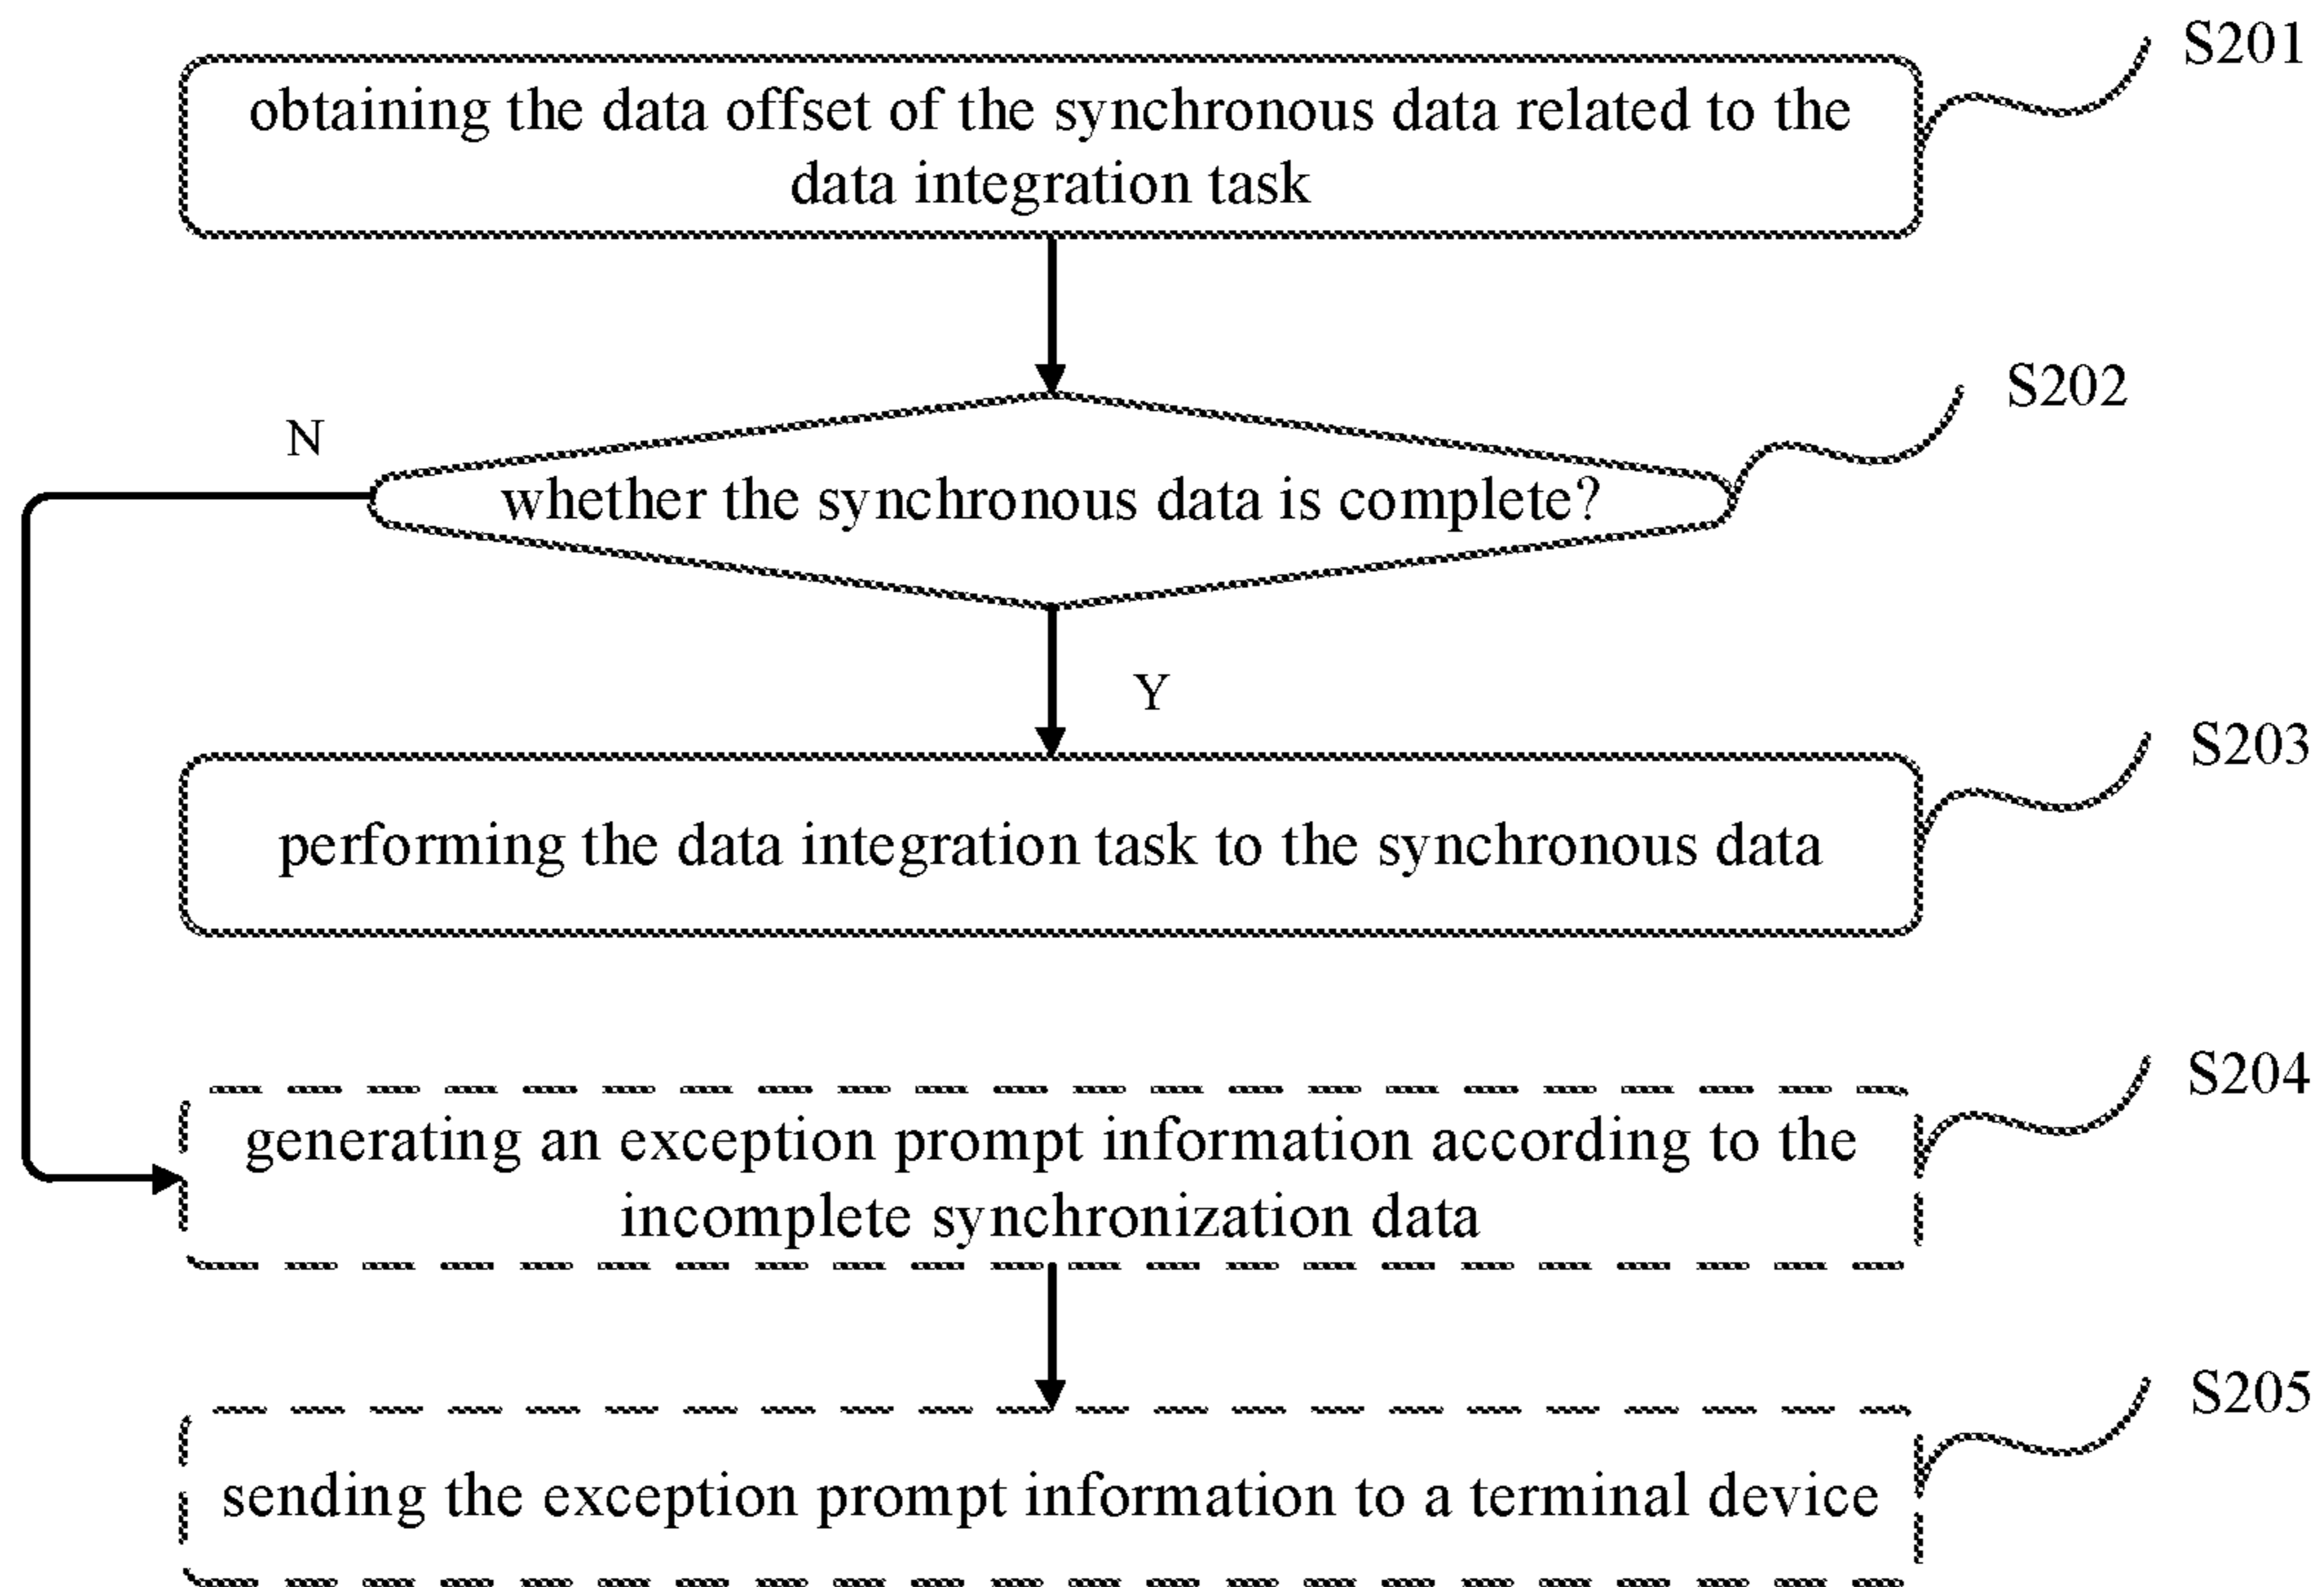 S201
obtaining the data offset of the synchronous data related to the
data integration task
S202
N
whether the synchronous data is complete?
Y
S203
performing the data integration task to the synchronous data
S204
generating an exception prompt information according to the
incomplete synchronization data
S205
sending the exception prompt information to a terminal device